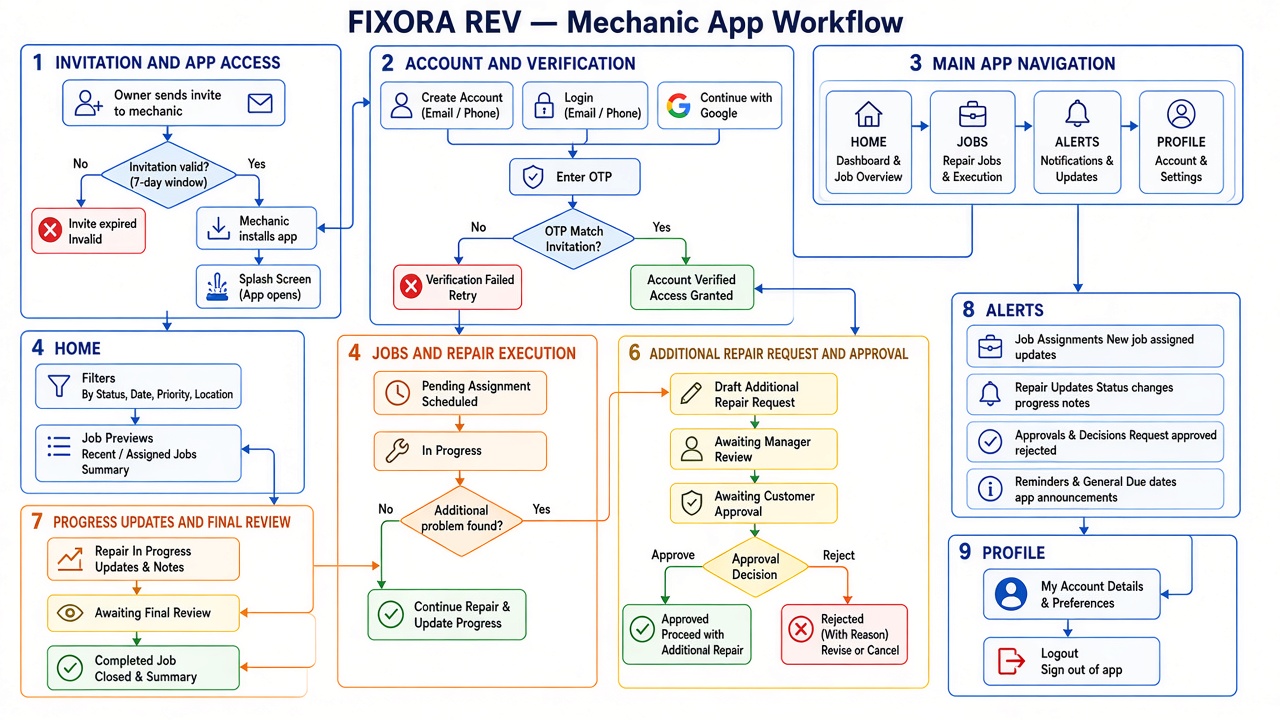 FIXORA REV — Mechanic App Workflow
1 INVITATION AND APP ACCESS
Owner sends invite
to mechanic
Invitation valid?
(7-day window)
No
Yes
Invite expired
Invalid
Mechanic
installs app
Splash Screen
(App opens)
2 ACCOUNT AND VERIFICATION
Create Account
(Email / Phone)
Login
(Email / Phone)
Continue with
Google
Enter OTP
OTP Match
Invitation?
No
Yes
Verification Failed
Retry
Account Verified
Access Granted
3 MAIN APP NAVIGATION
HOME
Dashboard &
Job Overview
JOBS
Repair Jobs
& Execution
ALERTS
Notifications &
Updates
PROFILE
Account &
Settings
4 HOME
Filters
By Status, Date, Priority, Location
Job Previews
Recent / Assigned Jobs
Summary
4 JOBS AND REPAIR EXECUTION
Pending Assignment
Scheduled
In Progress
Additional
problem found?
No
Yes
Continue Repair &
Update Progress
6 ADDITIONAL REPAIR REQUEST AND APPROVAL
Draft Additional
Repair Request
Awaiting Manager
Review
Awaiting Customer
Approval
Approval
Decision
Approve
Reject
Approved
Proceed with
Additional Repair
Rejected
(With Reason)
Revise or Cancel
7 PROGRESS UPDATES AND FINAL REVIEW
Repair In Progress
Updates & Notes
Awaiting Final Review
Completed Job
Closed & Summary
8 ALERTS
Job Assignments New job assigned
updates
Repair Updates Status changes
progress notes
Approvals & Decisions Request approved
rejected
Reminders & General Due dates
app announcements
9 PROFILE
My Account Details
& Preferences
Logout
Sign out of app